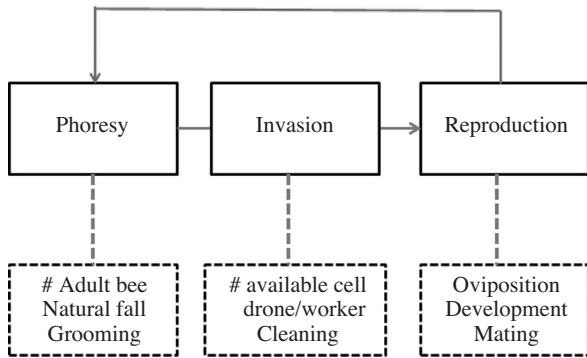 Phoresy
Invasion
Reproduction
# Adult bee
Natural fall
Grooming
# available cell
drone/worker
Cleaning
Oviposition
Development
Mating